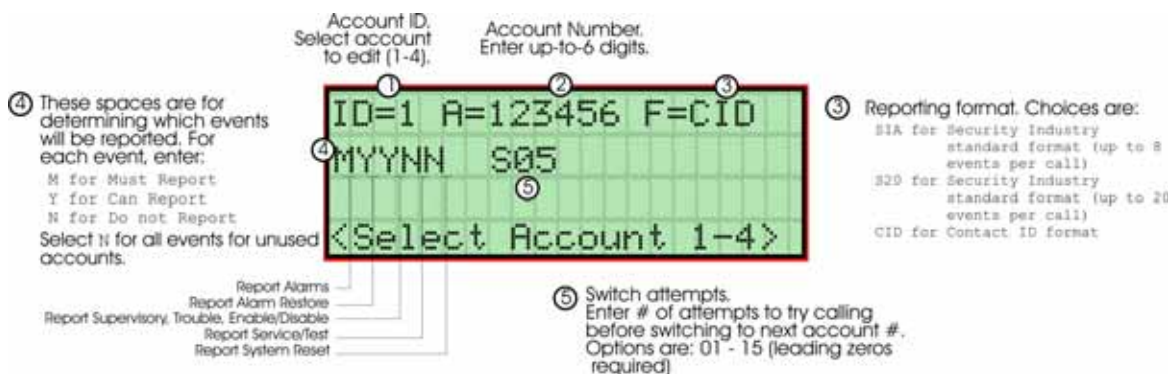 Account ID.
Select account
to edit (1-4).
Account Number.
Enter up-to-6 digits.
1
2
3
ID=1 A=123456 F=CID
4
MYYNN S05
5
<Select Account 1-4>
4 These spaces are for
determining which events
will be reported. For
each event, enter:
M for Must Report
Y for Can Report
N for Do not Report
Select N for all events for unused
accounts.
Report Alarms
Report Alarm Restore
Report Supervisory, Trouble, Enable/Disable
Report Service/Test
Report System Reset
3 Reporting format. Choices are:
SIA for Security Industry
standard format (up to 8
events per call)
S20 for Security Industry
standard format (up to 20
events per call)
CID for Contact ID format
5 Switch attempts.
Enter # of attempts to try calling
before switching to next account #.
Options are: 01 - 15 (leading zeros
required)